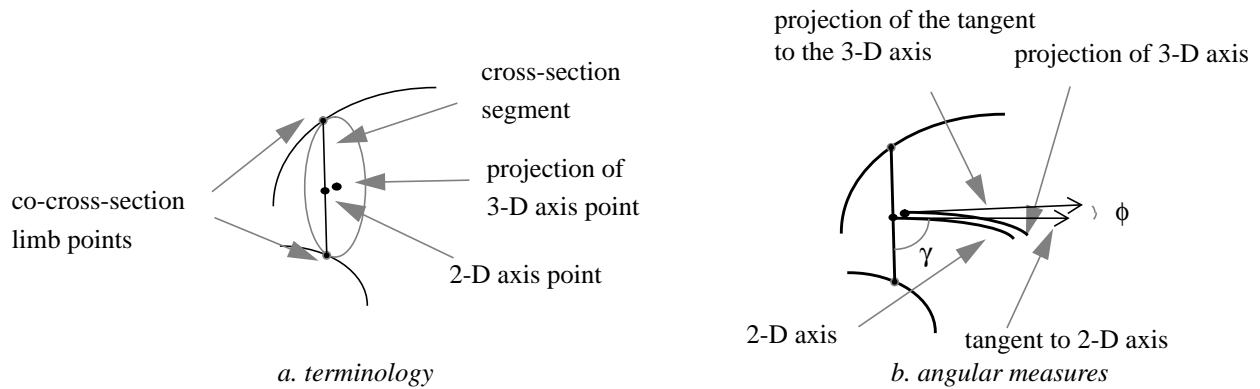 cross-section
segment
projection of
3-D axis point
co-cross-section
limb points
2-D axis point
a. terminology
projection of the tangent
to the 3-D axis
projection of 3-D axis
ϕ
γ
2-D axis
tangent to 2-D axis
b. angular measures